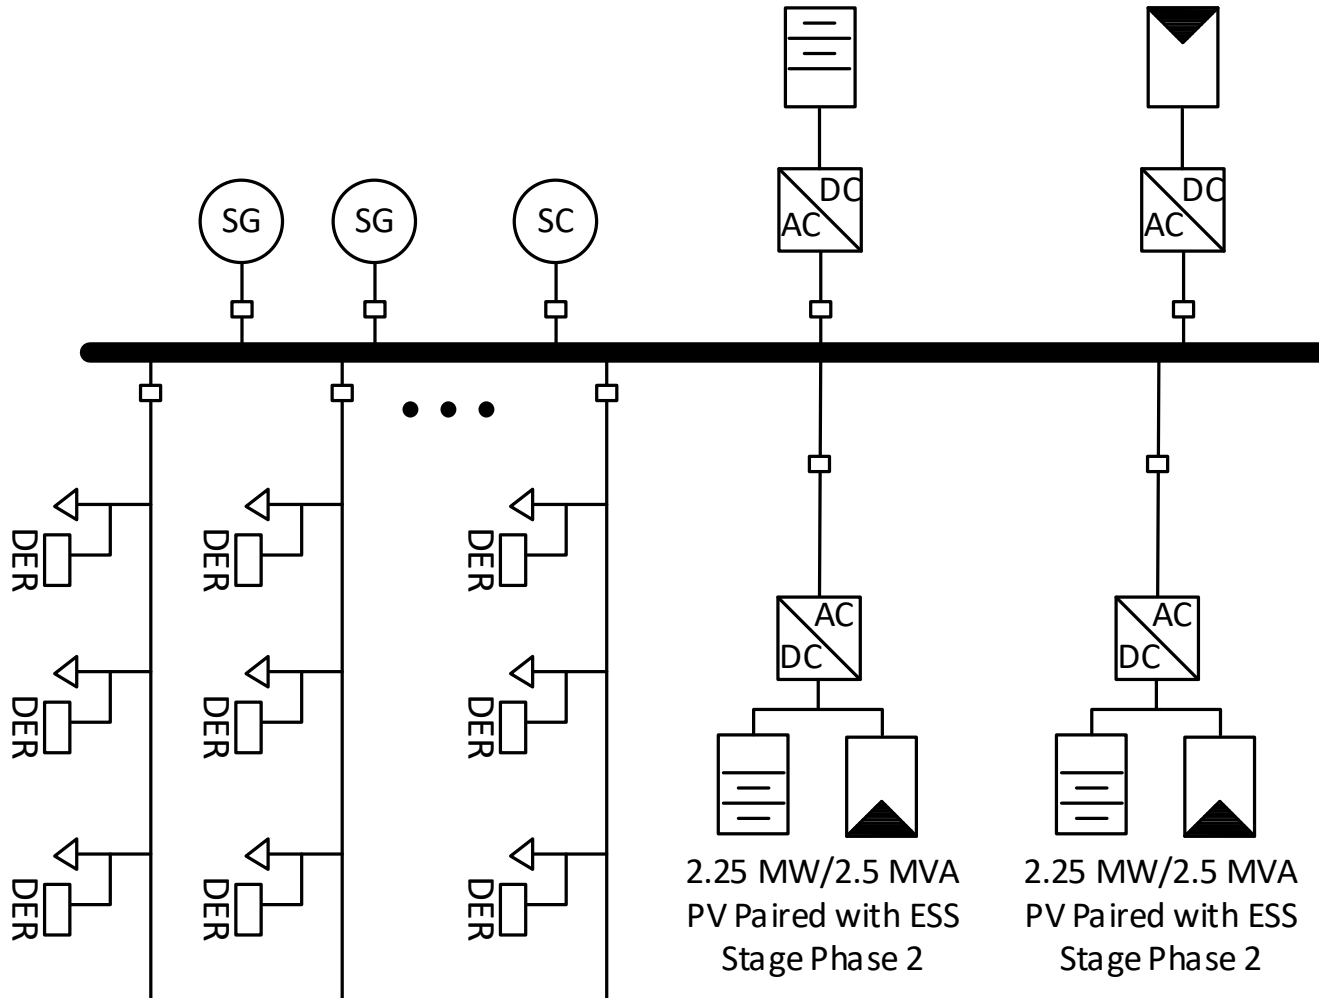 DC
AC
DC
AC
SG
SG
SC
DER
DER
DER
DER
DER
DER
DER
DER
DER
AC
DC
AC
DC
2.25 MW/2.5 MVA
PV Paired with ESS
Stage Phase 2
2.25 MW/2.5 MVA
PV Paired with ESS
Stage Phase 2